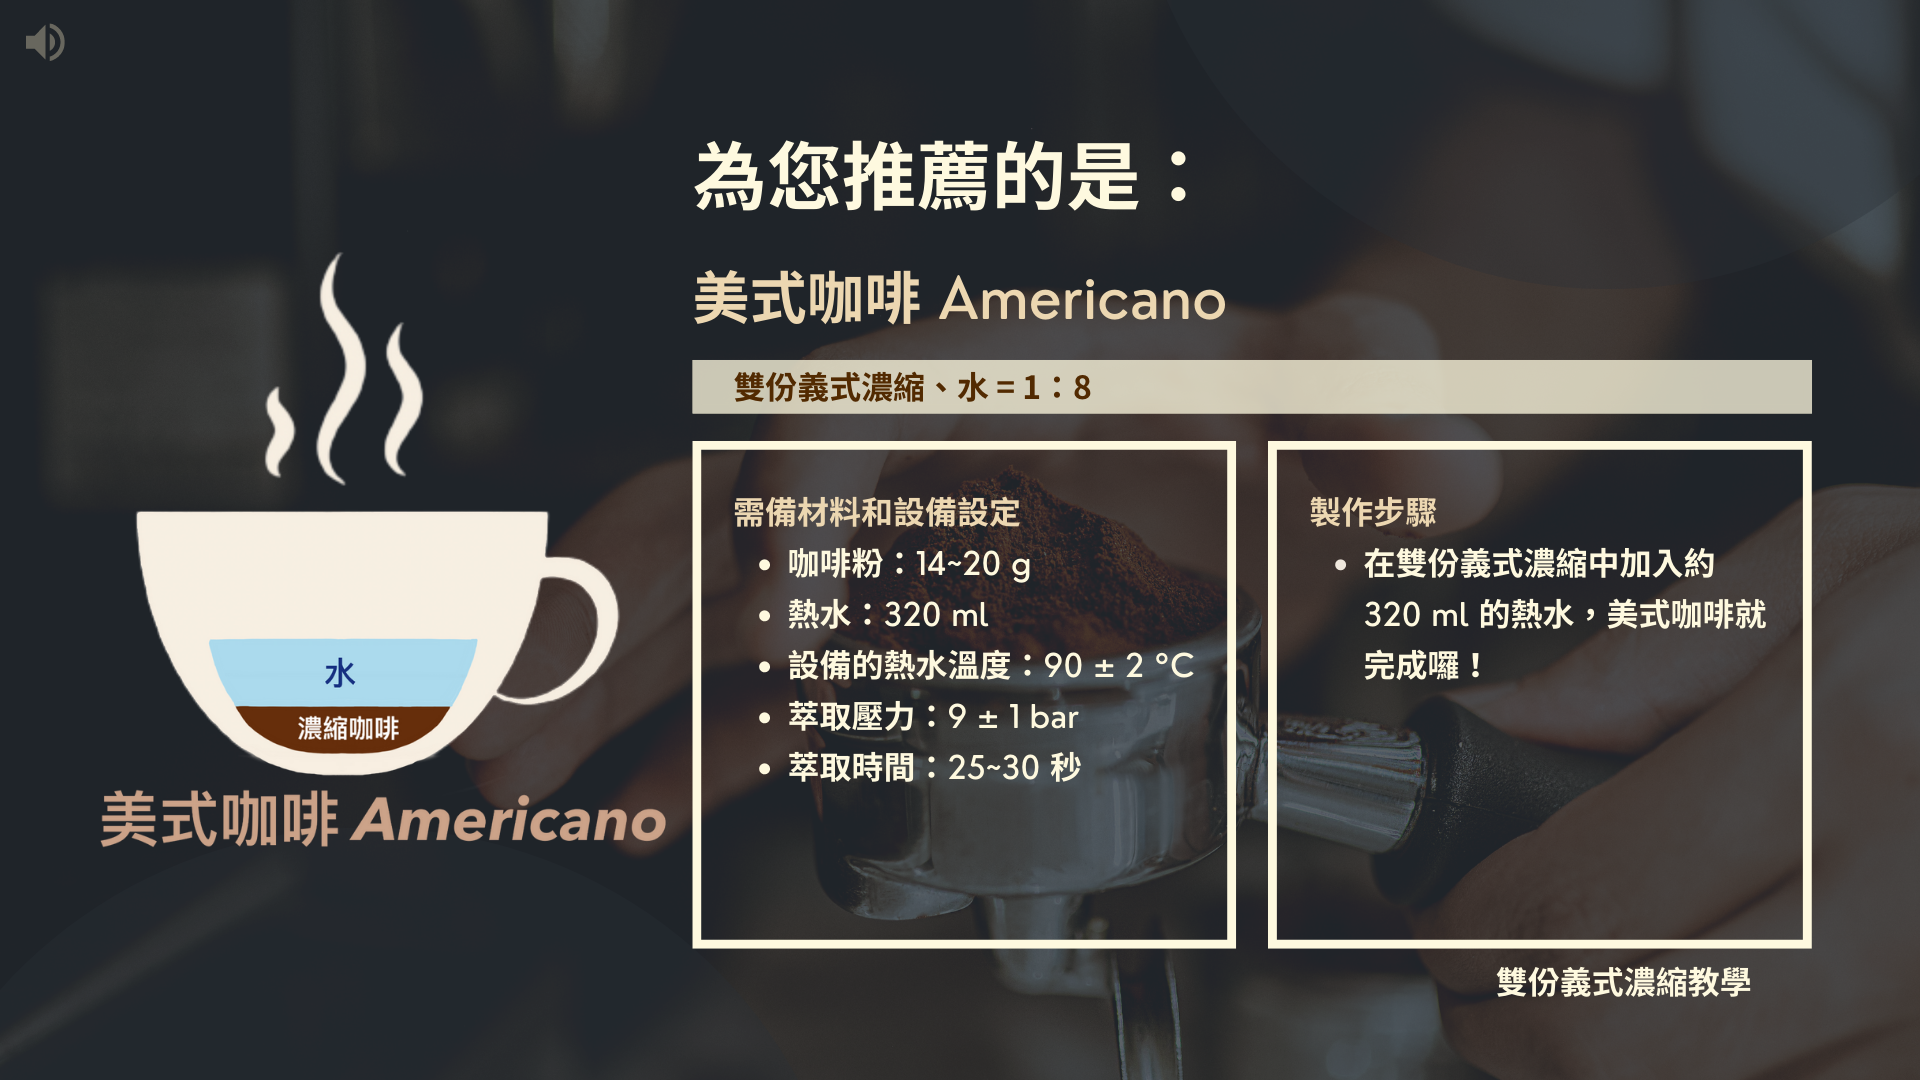 為您推薦的是：
美式咖啡 Americano
雙份義式濃縮、水 = 1：8
需備材料和設備設定
• 咖啡粉：14~20 g
• 熱水：320 ml
• 設備的熱水溫度：90 ± 2 °C
• 萃取壓力：9 ± 1 bar
• 萃取時間：25~30 秒
製作步驟
• 在雙份義式濃縮中加入約
320 ml 的熱水，美式咖啡就
完成囉！
水
濃縮咖啡
美式咖啡 Americano
雙份義式濃縮教學